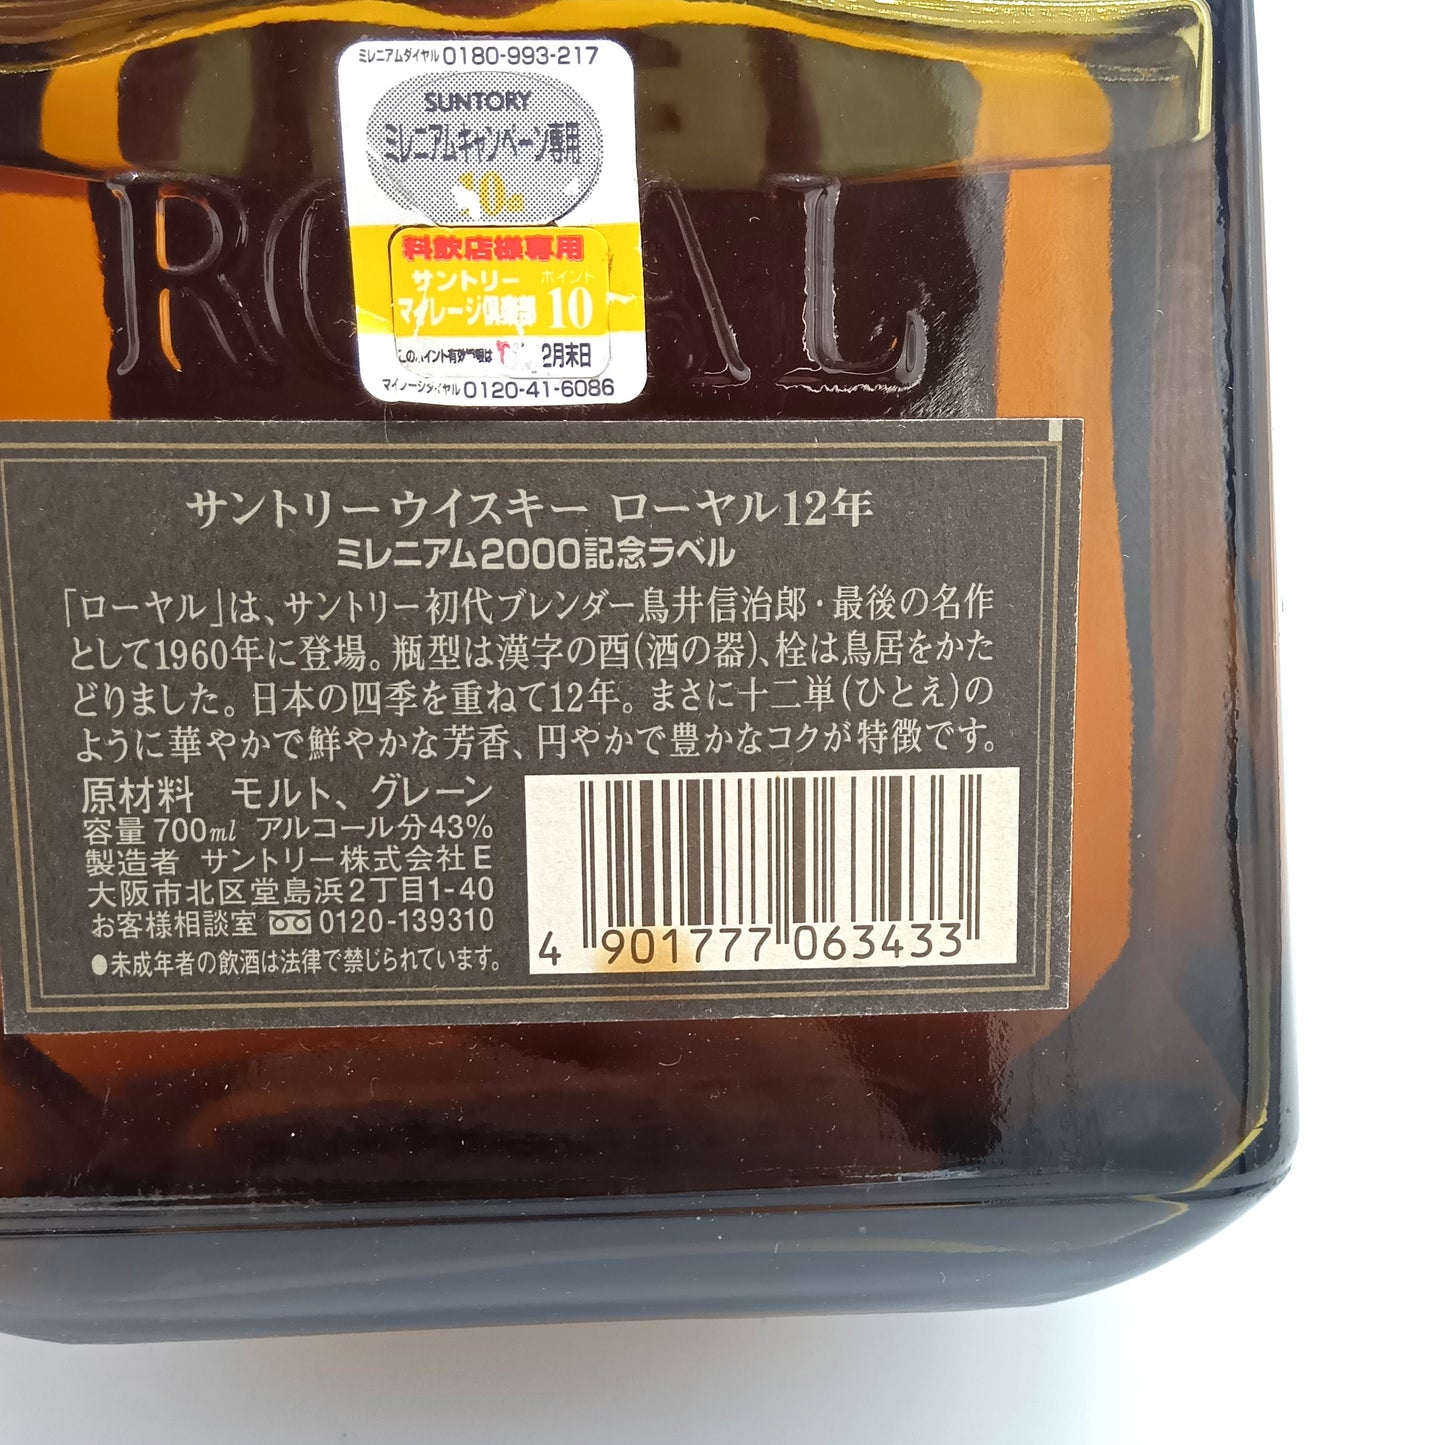 ミレニアムダイヤル 0180-993-217
SUNTORY
ミレニアムキャンペーン専用
10
料飲店様専用
サントリー ポイント
マイレージ倶楽部 10
このポイント有効期限は 2月末日
マイレージダイヤル 0120-41-6086
ROYAL
サントリーウイスキー ローヤル12年
ミレニアム2000記念ラベル
「ローヤル」は、サントリー初代ブレンダー鳥井信治郎・最後の名作
として1960年に登場。瓶型は漢字の酉(酒の器)、栓は鳥居をかた
どりました。日本の四季を重ねて12年。まさに十二単(ひとえ)の
ように華やかで鮮やかな芳香、円やかで豊かなコクが特徴です。
原材料 モルト、グレーン
容量 700ml アルコール分43%
製造者 サントリー株式会社 E
大阪市北区堂島浜2丁目1-40
お客様相談室 0120-139310
●未成年者の飲酒は法律で禁じられています。
4 901777 063433